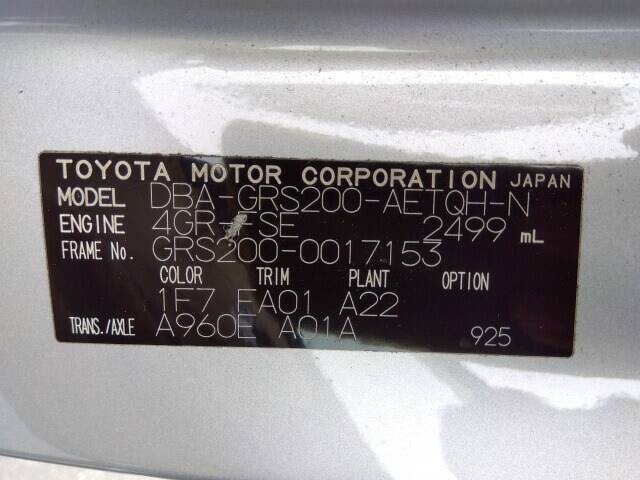 TOYOTA MOTOR CORPORATION JAPAN
MODEL DBA-GRS200-AETQH-N
ENGINE 4GR-FSE 2499 mL
FRAME No. GRS200-0017153
COLOR TRIM PLANT OPTION
1F7 FA01 A22
TRANS./AXLE A960E A01A 925